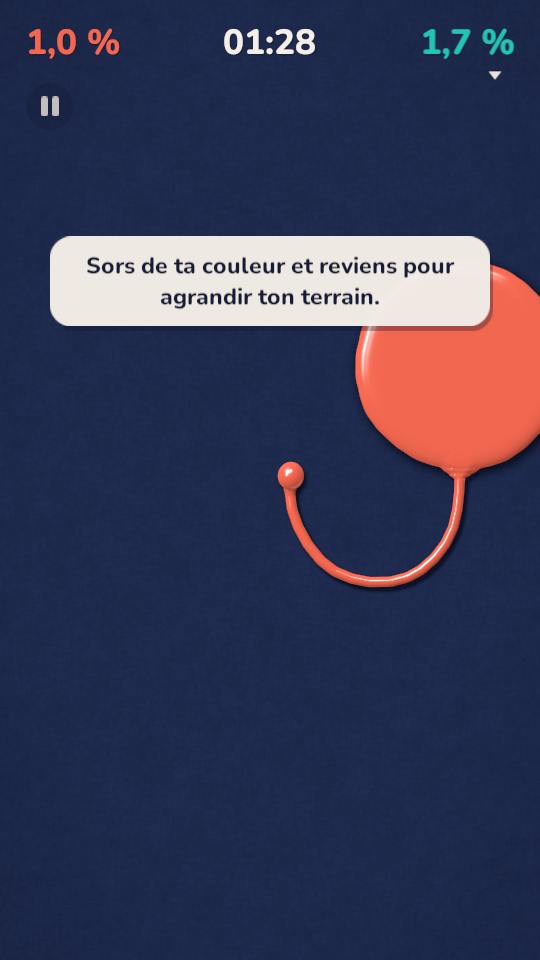 1,0 % 01:28 1,7 %
Sors de ta couleur et reviens pour
agrandir ton terrain.